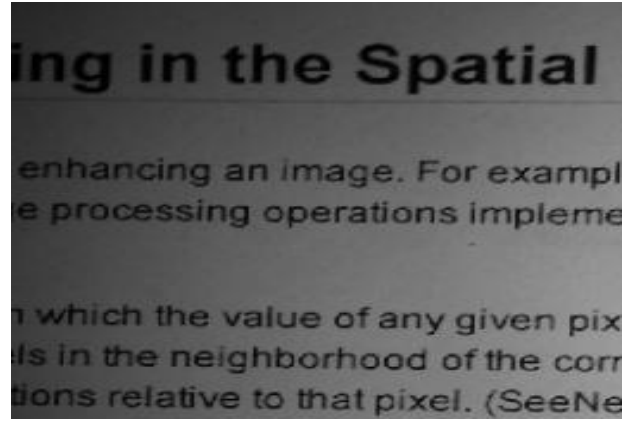 ing in the Spatial
enhancing an image. For exampl
e processing operations impleme
n which the value of any given pix
els in the neighborhood of the corr
tions relative to that pixel. (SeeNe